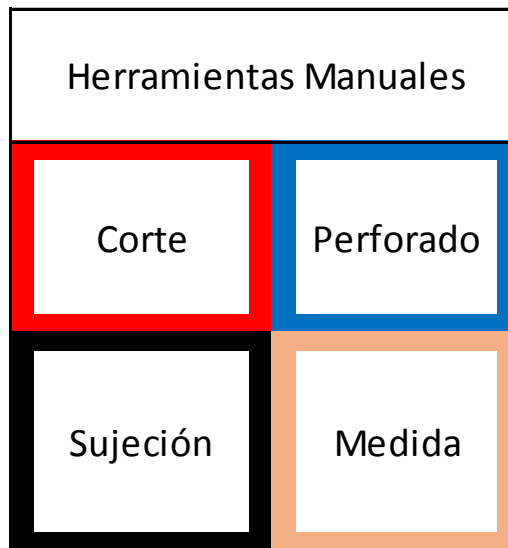 Herramientas Manuales
Corte
Perforado
Sujeción
Medida